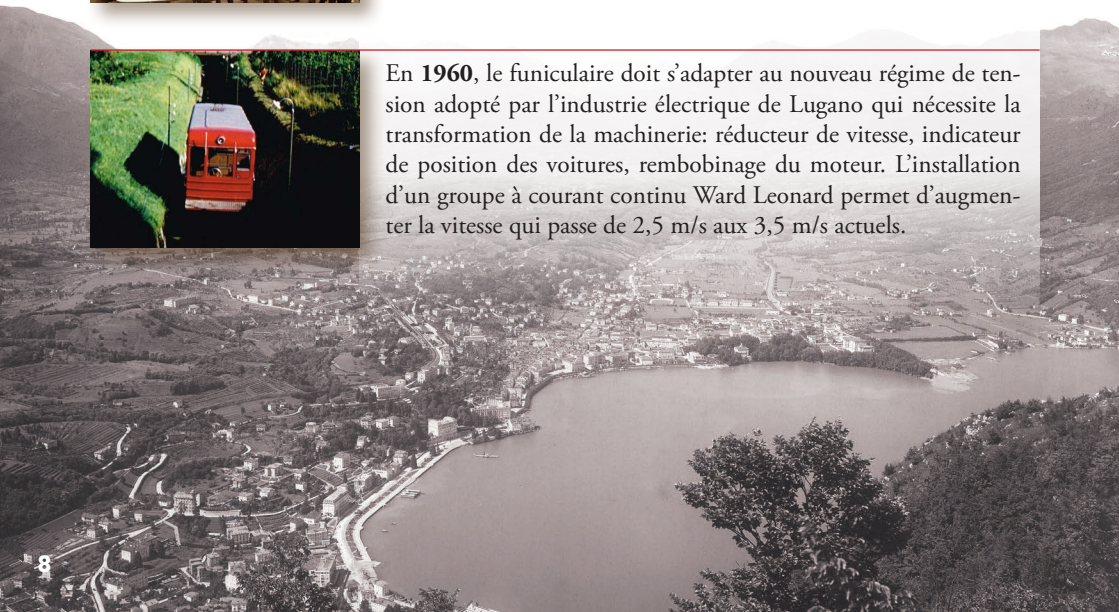 En 1960, le funiculaire doit s’adapter au nouveau régime de ten-
sion adopté par l’industrie électrique de Lugano qui nécessite la
transformation de la machinerie: réducteur de vitesse, indicateur
de position des voitures, rembobinage du moteur. L’installation
d’un groupe à courant continu Ward Leonard permet d’augmen-
ter la vitesse qui passe de 2,5 m/s aux 3,5 m/s actuels.
8